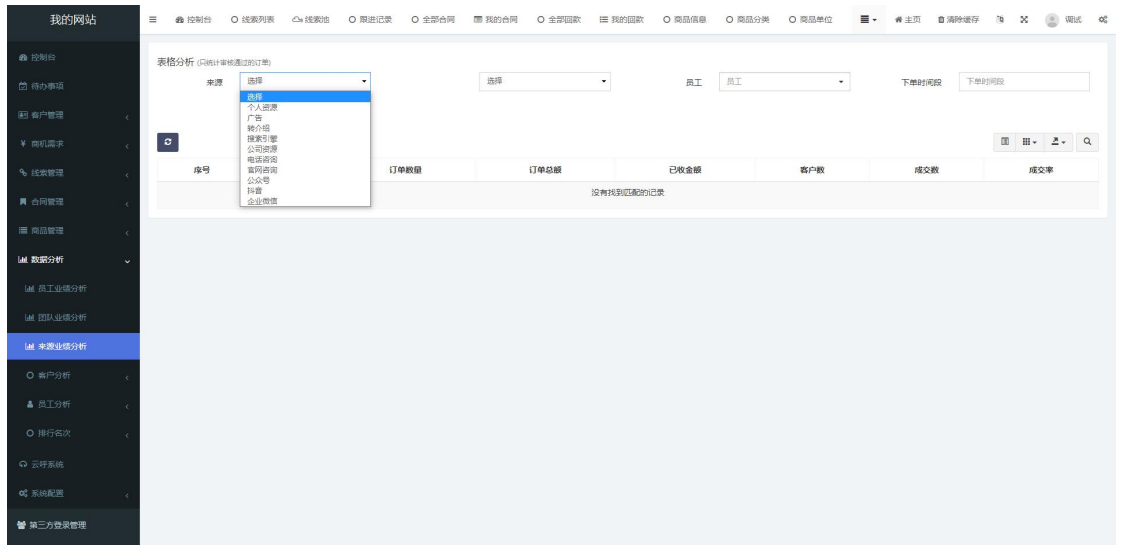 我的网站
控制台 线索列表 线索池 跟进记录 全部合同 我的合同 全部回款 我的回款 商品信息 商品分类 商品单位 主页 清除缓存 调试
控制台
待办事项
客户管理
商机需求
线索管理
合同管理
商品管理
数据分析
员工业绩分析
团队业绩分析
来源业绩分析
客户分析
员工分析
排行名次
云呼系统
系统配置
第三方登录管理
表格分析 (只统计审核通过的订单)
来源 选择 选择 员工 员工 下单时间段 下单时间段
选择
个人资源
广告
转介绍
搜索引擎
公司资源
电话咨询
官网咨询
公众号
抖音
企业微信
序号 订单数量 订单总额 已收金额 客户数 成交数 成交率
没有找到匹配的记录